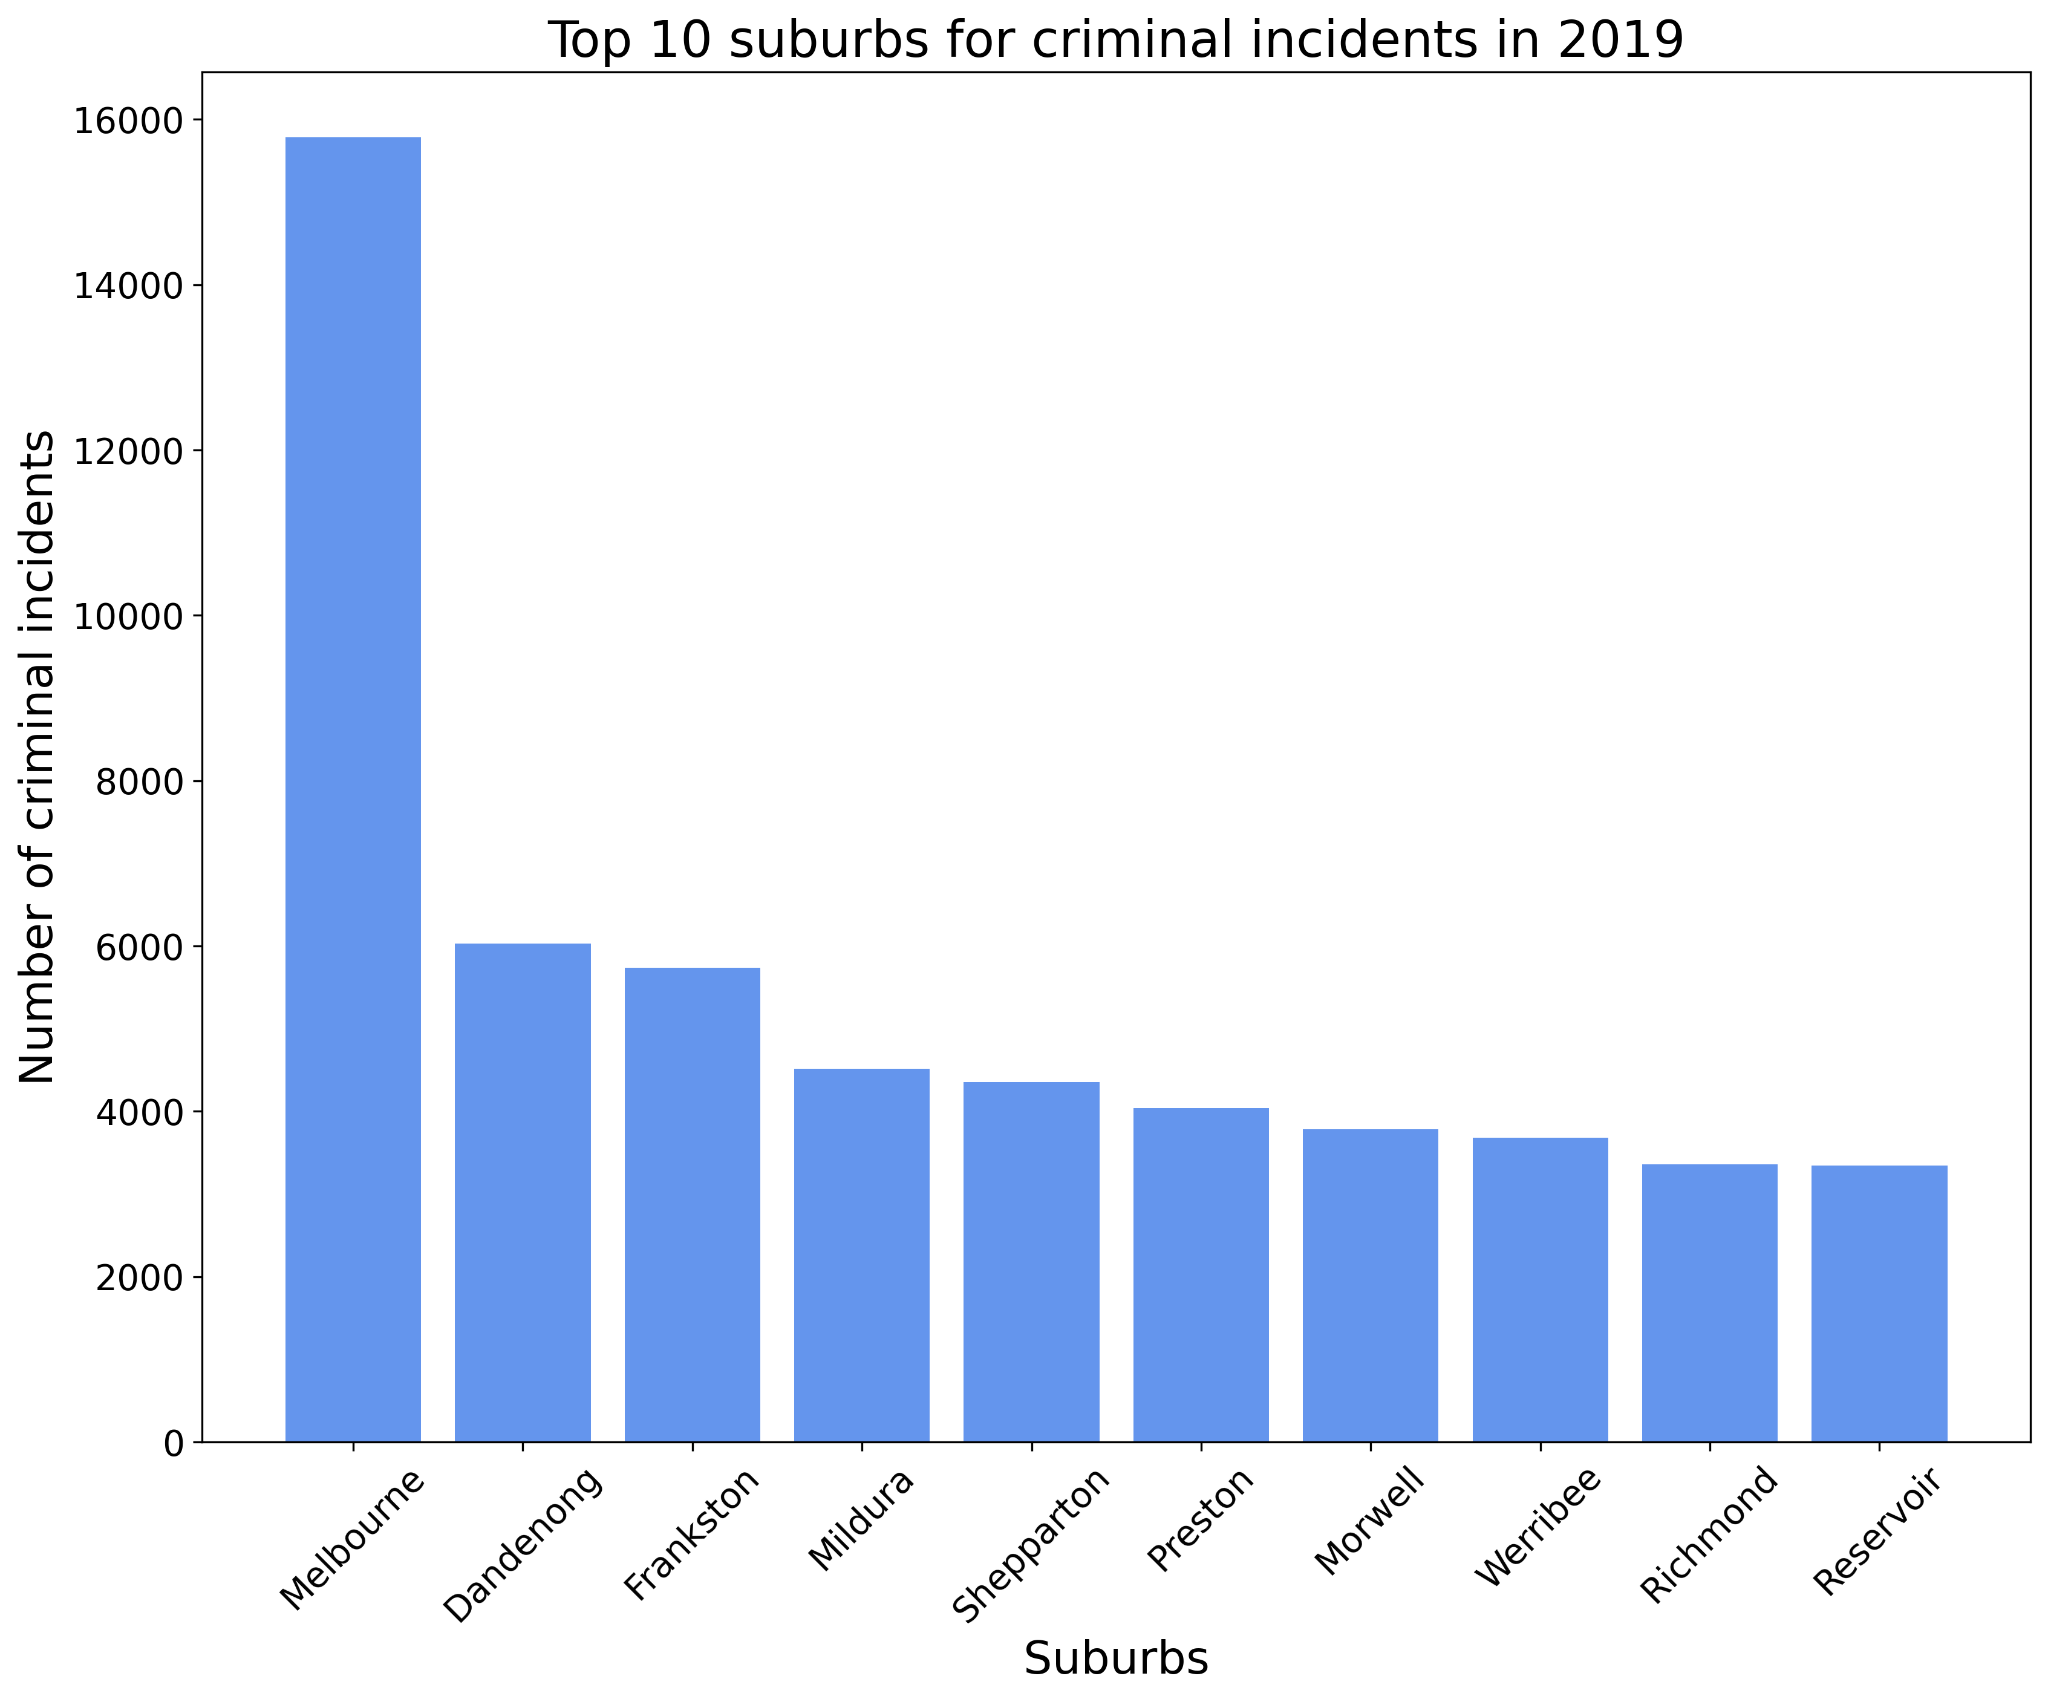 Top 10 suburbs for criminal incidents in 2019
Number of criminal incidents
16000
14000
12000
10000
8000
6000
4000
2000
0
Melbourne
Dandenong
Frankston
Mildura
Shepparton
Preston
Morwell
Werribee
Richmond
Reservoir
Suburbs